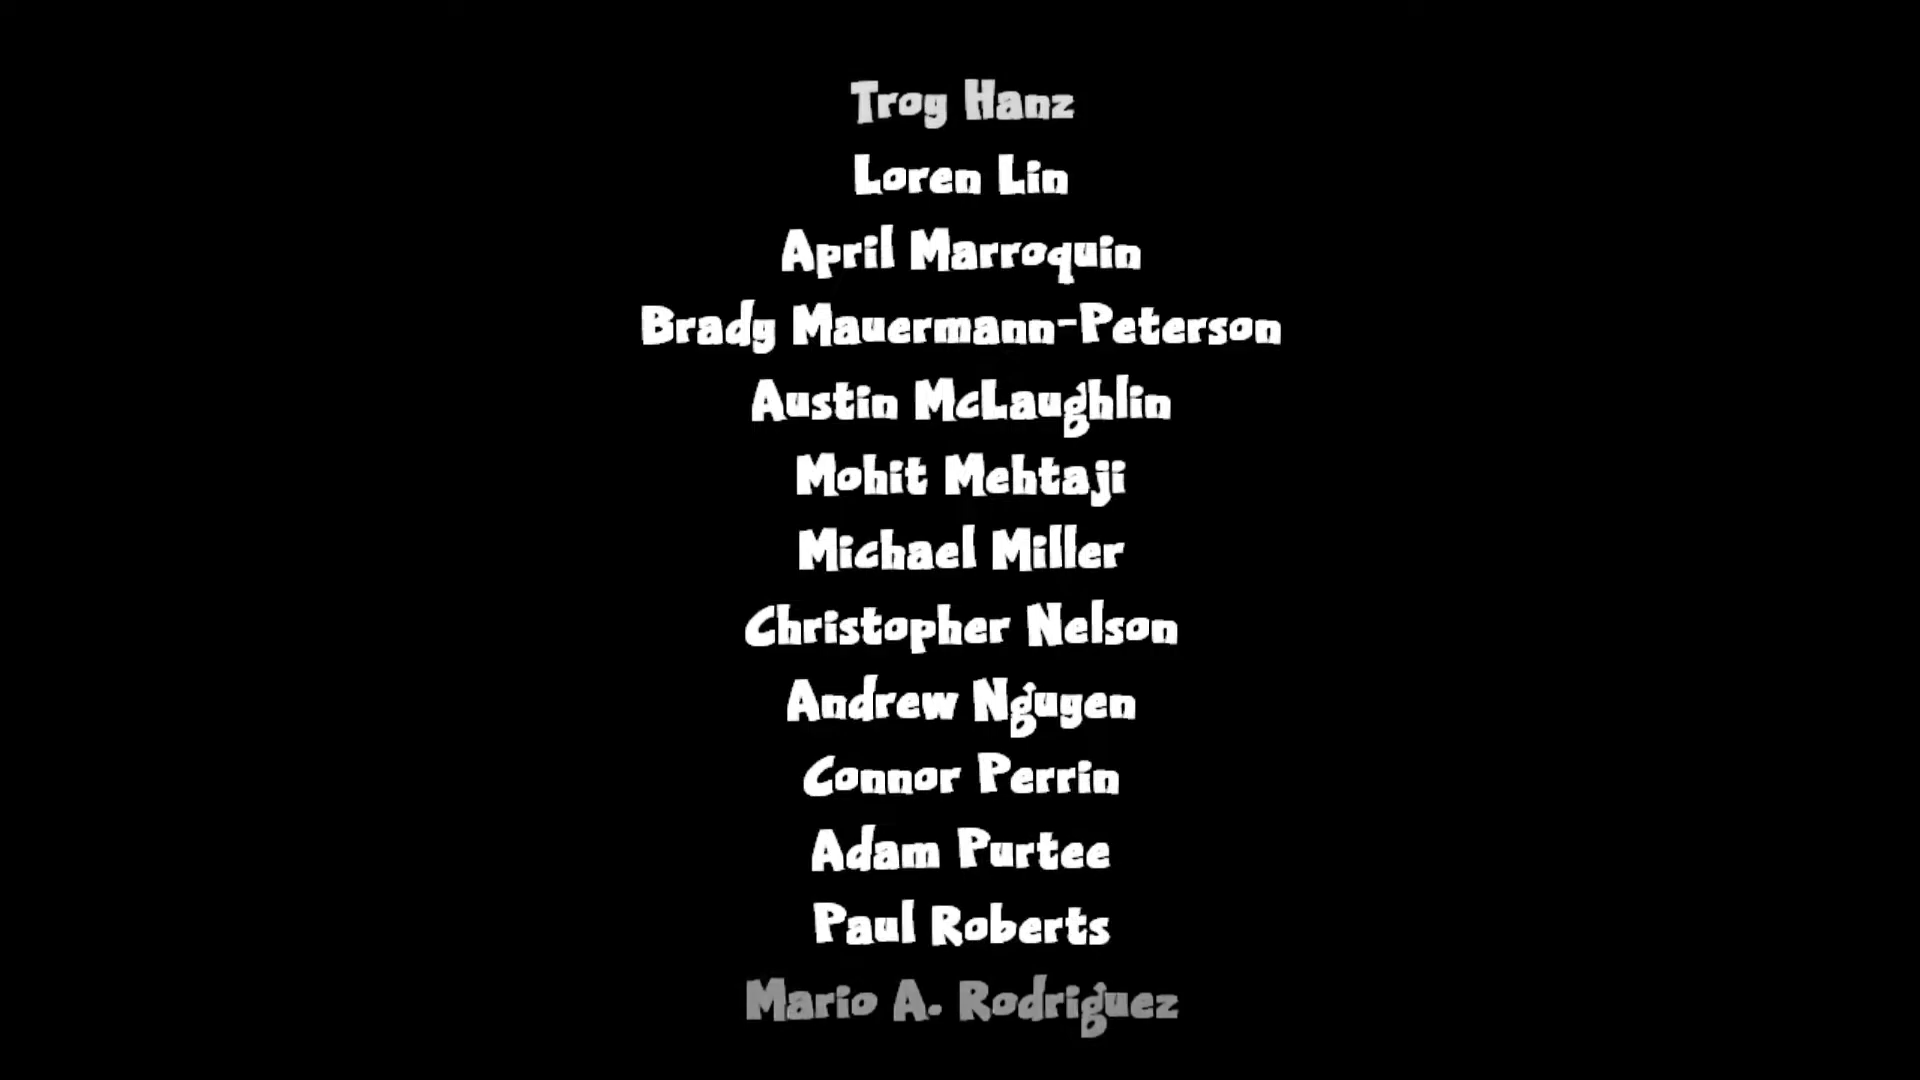 Trog Hanz
Loren Lin
April Marroquin
Brady Mauermann-Peterson
Austin McLaughlin
Mohit Mehtaji
Michael Miller
Christopher Nelson
Andrew Nguyen
Connor Perrin
Adam Purtee
Paul Roberts
Mario A. Rodriguez